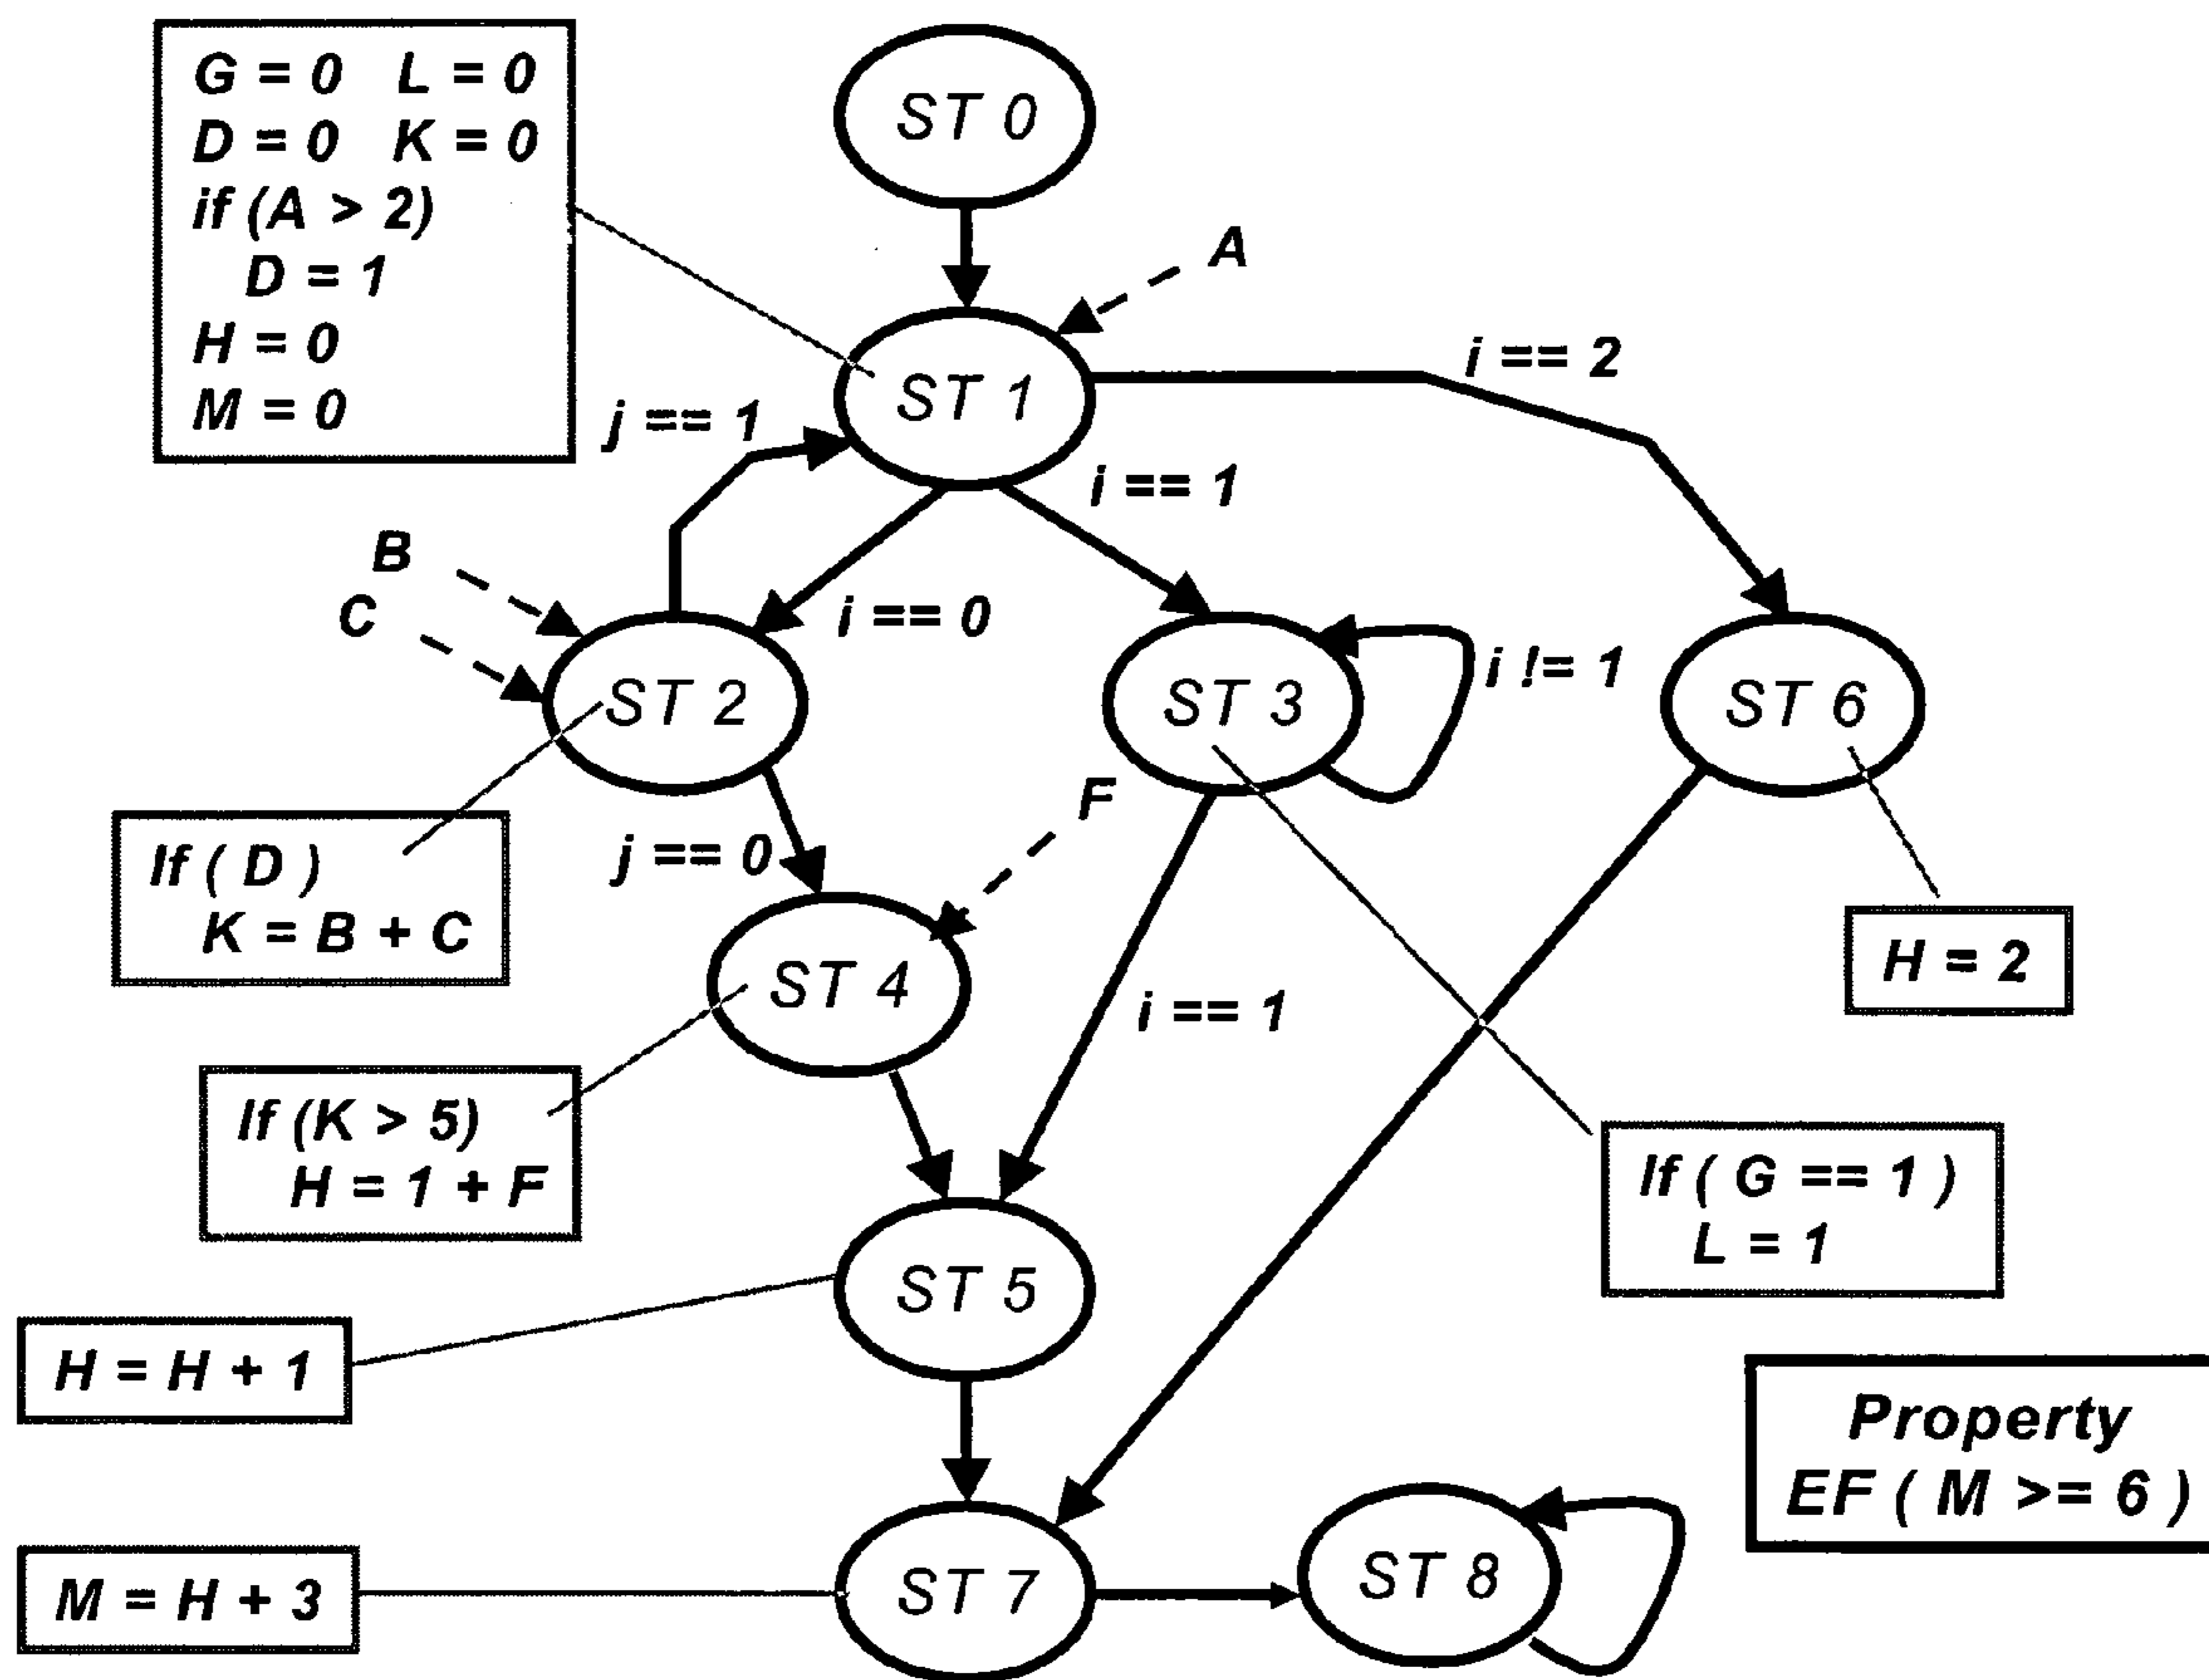 G = 0 L = 0
D = 0 K = 0
if (A > 2)
D = 1
H = 0
M = 0
ST 0
A
ST 1
i == 2
j == 1
i == 1
i == 0
B
C
ST 2
ST 3
i != 1
ST 6
If ( D )
K = B + C
j == 0
F
ST 4
i == 1
H = 2
If (K > 5)
H = 1 + F
If ( G == 1 )
L = 1
ST 5
H = H + 1
Property
EF ( M >= 6 )
ST 7
ST 8
M = H + 3